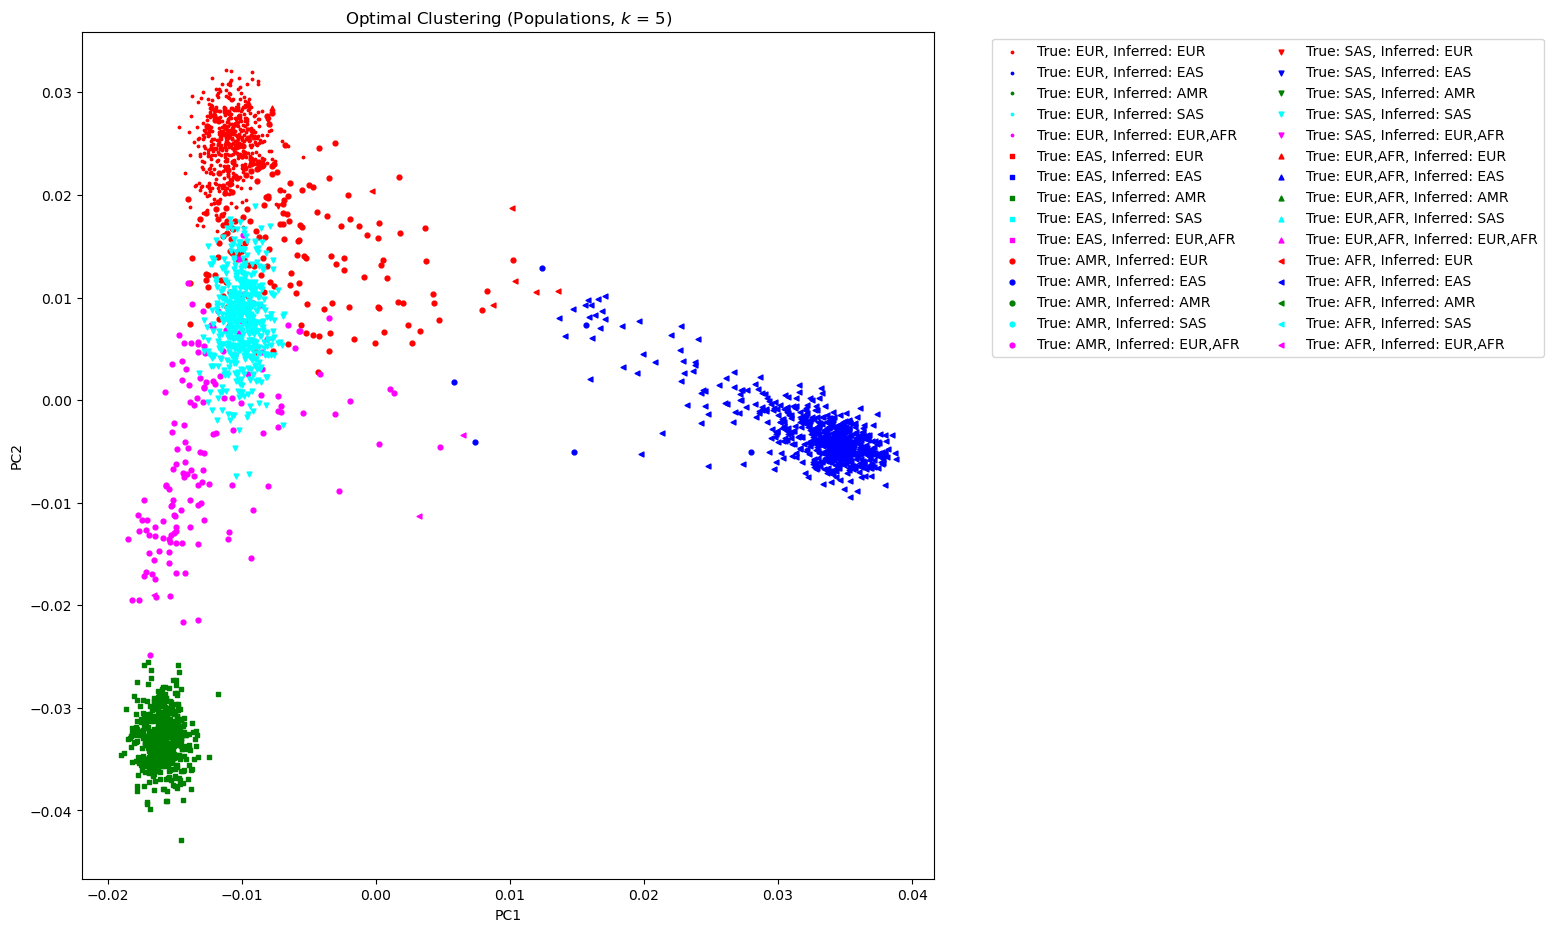 Optimal Clustering (Populations, k = 5)
True: EUR, Inferred: EUR
True: EUR, Inferred: EAS
True: EUR, Inferred: AMR
True: EUR, Inferred: SAS
True: EUR, Inferred: EUR,AFR
True: EAS, Inferred: EUR
True: EAS, Inferred: EAS
True: EAS, Inferred: AMR
True: EAS, Inferred: SAS
True: EAS, Inferred: EUR,AFR
True: AMR, Inferred: EUR
True: AMR, Inferred: EAS
True: AMR, Inferred: AMR
True: AMR, Inferred: SAS
True: AMR, Inferred: EUR,AFR
True: SAS, Inferred: EUR
True: SAS, Inferred: EAS
True: SAS, Inferred: AMR
True: SAS, Inferred: SAS
True: SAS, Inferred: EUR,AFR
True: EUR,AFR, Inferred: EUR
True: EUR,AFR, Inferred: EAS
True: EUR,AFR, Inferred: AMR
True: EUR,AFR, Inferred: SAS
True: EUR,AFR, Inferred: EUR,AFR
True: AFR, Inferred: EUR
True: AFR, Inferred: EAS
True: AFR, Inferred: AMR
True: AFR, Inferred: SAS
True: AFR, Inferred: EUR,AFR
PC2
0.03
0.02
0.01
0.00
−0.01
−0.02
−0.03
−0.04
−0.02
−0.01
0.00
0.01
0.02
0.03
0.04
PC1